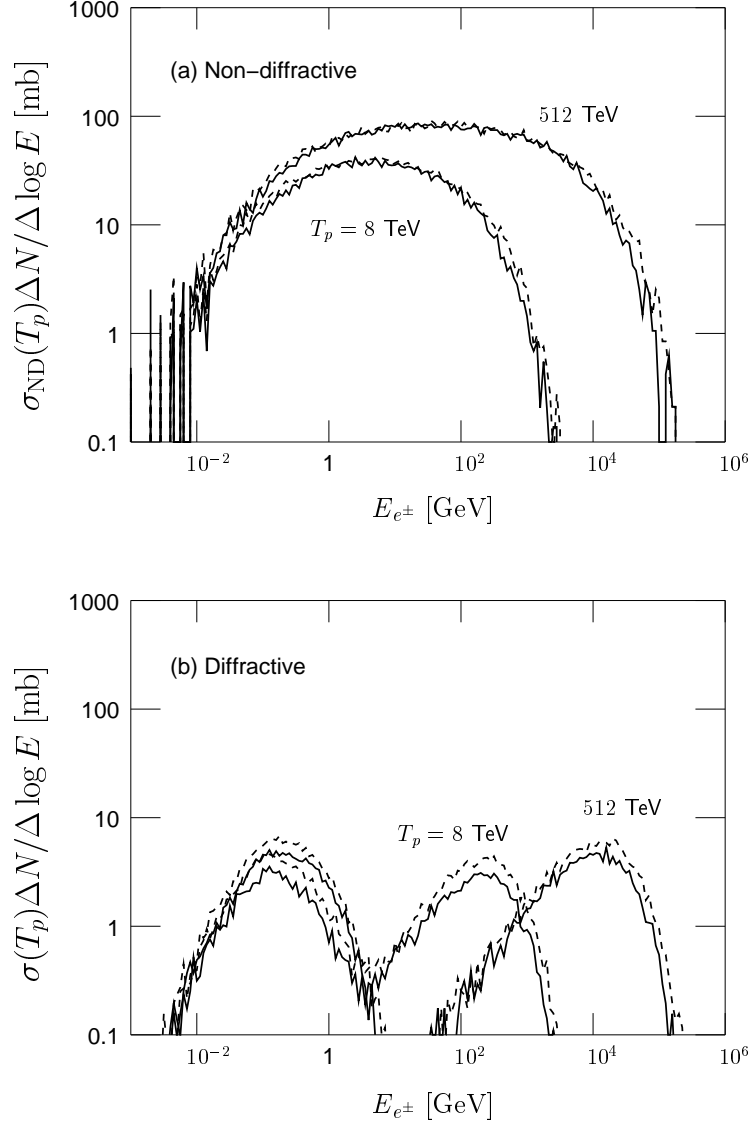 1000
(a) Non−diffractive
512 TeV
100
T_p = 8 TeV
10
1
0.1
σ_ND(T_p)ΔN/Δ log E [mb]
10^−2 1 10^2 10^4 10^6
E_e± [GeV]
1000
(b) Diffractive
100
512 TeV
T_p = 8 TeV
10
1
0.1
σ(T_p)ΔN/Δ log E [mb]
10^−2 1 10^2 10^4 10^6
E_e± [GeV]